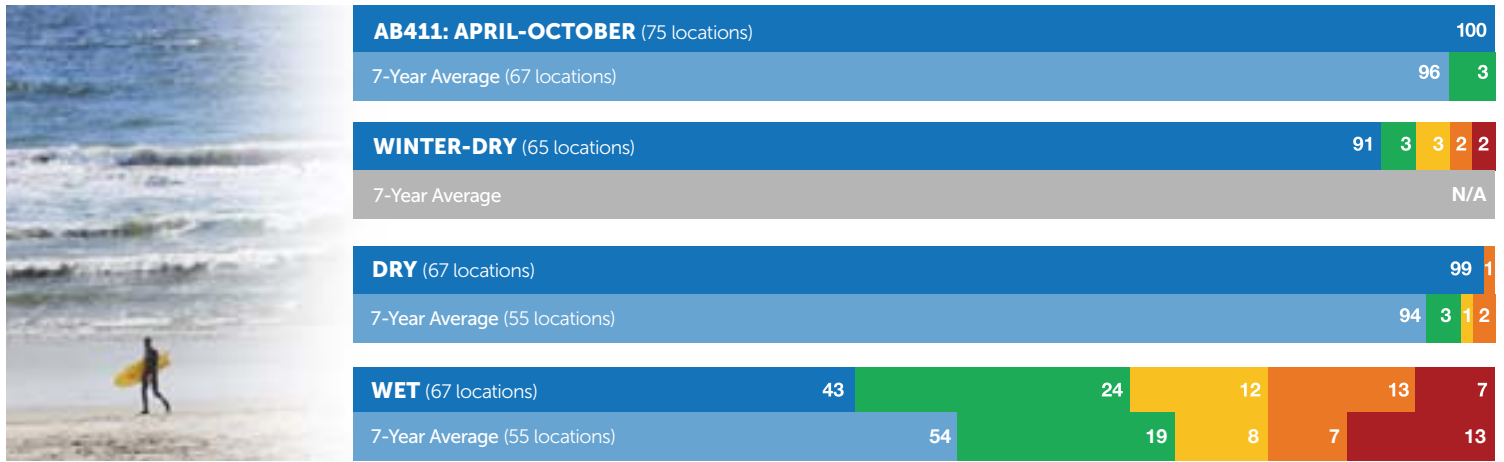 AB411: APRIL-OCTOBER (75 locations) 100
7-Year Average (67 locations) 96 3
WINTER-DRY (65 locations) 91 3 3 2 2
7-Year Average N/A
DRY (67 locations) 99 1
7-Year Average (55 locations) 94 3 1 2
WET (67 locations) 43 24 12 13 7
7-Year Average (55 locations) 54 19 8 7 13